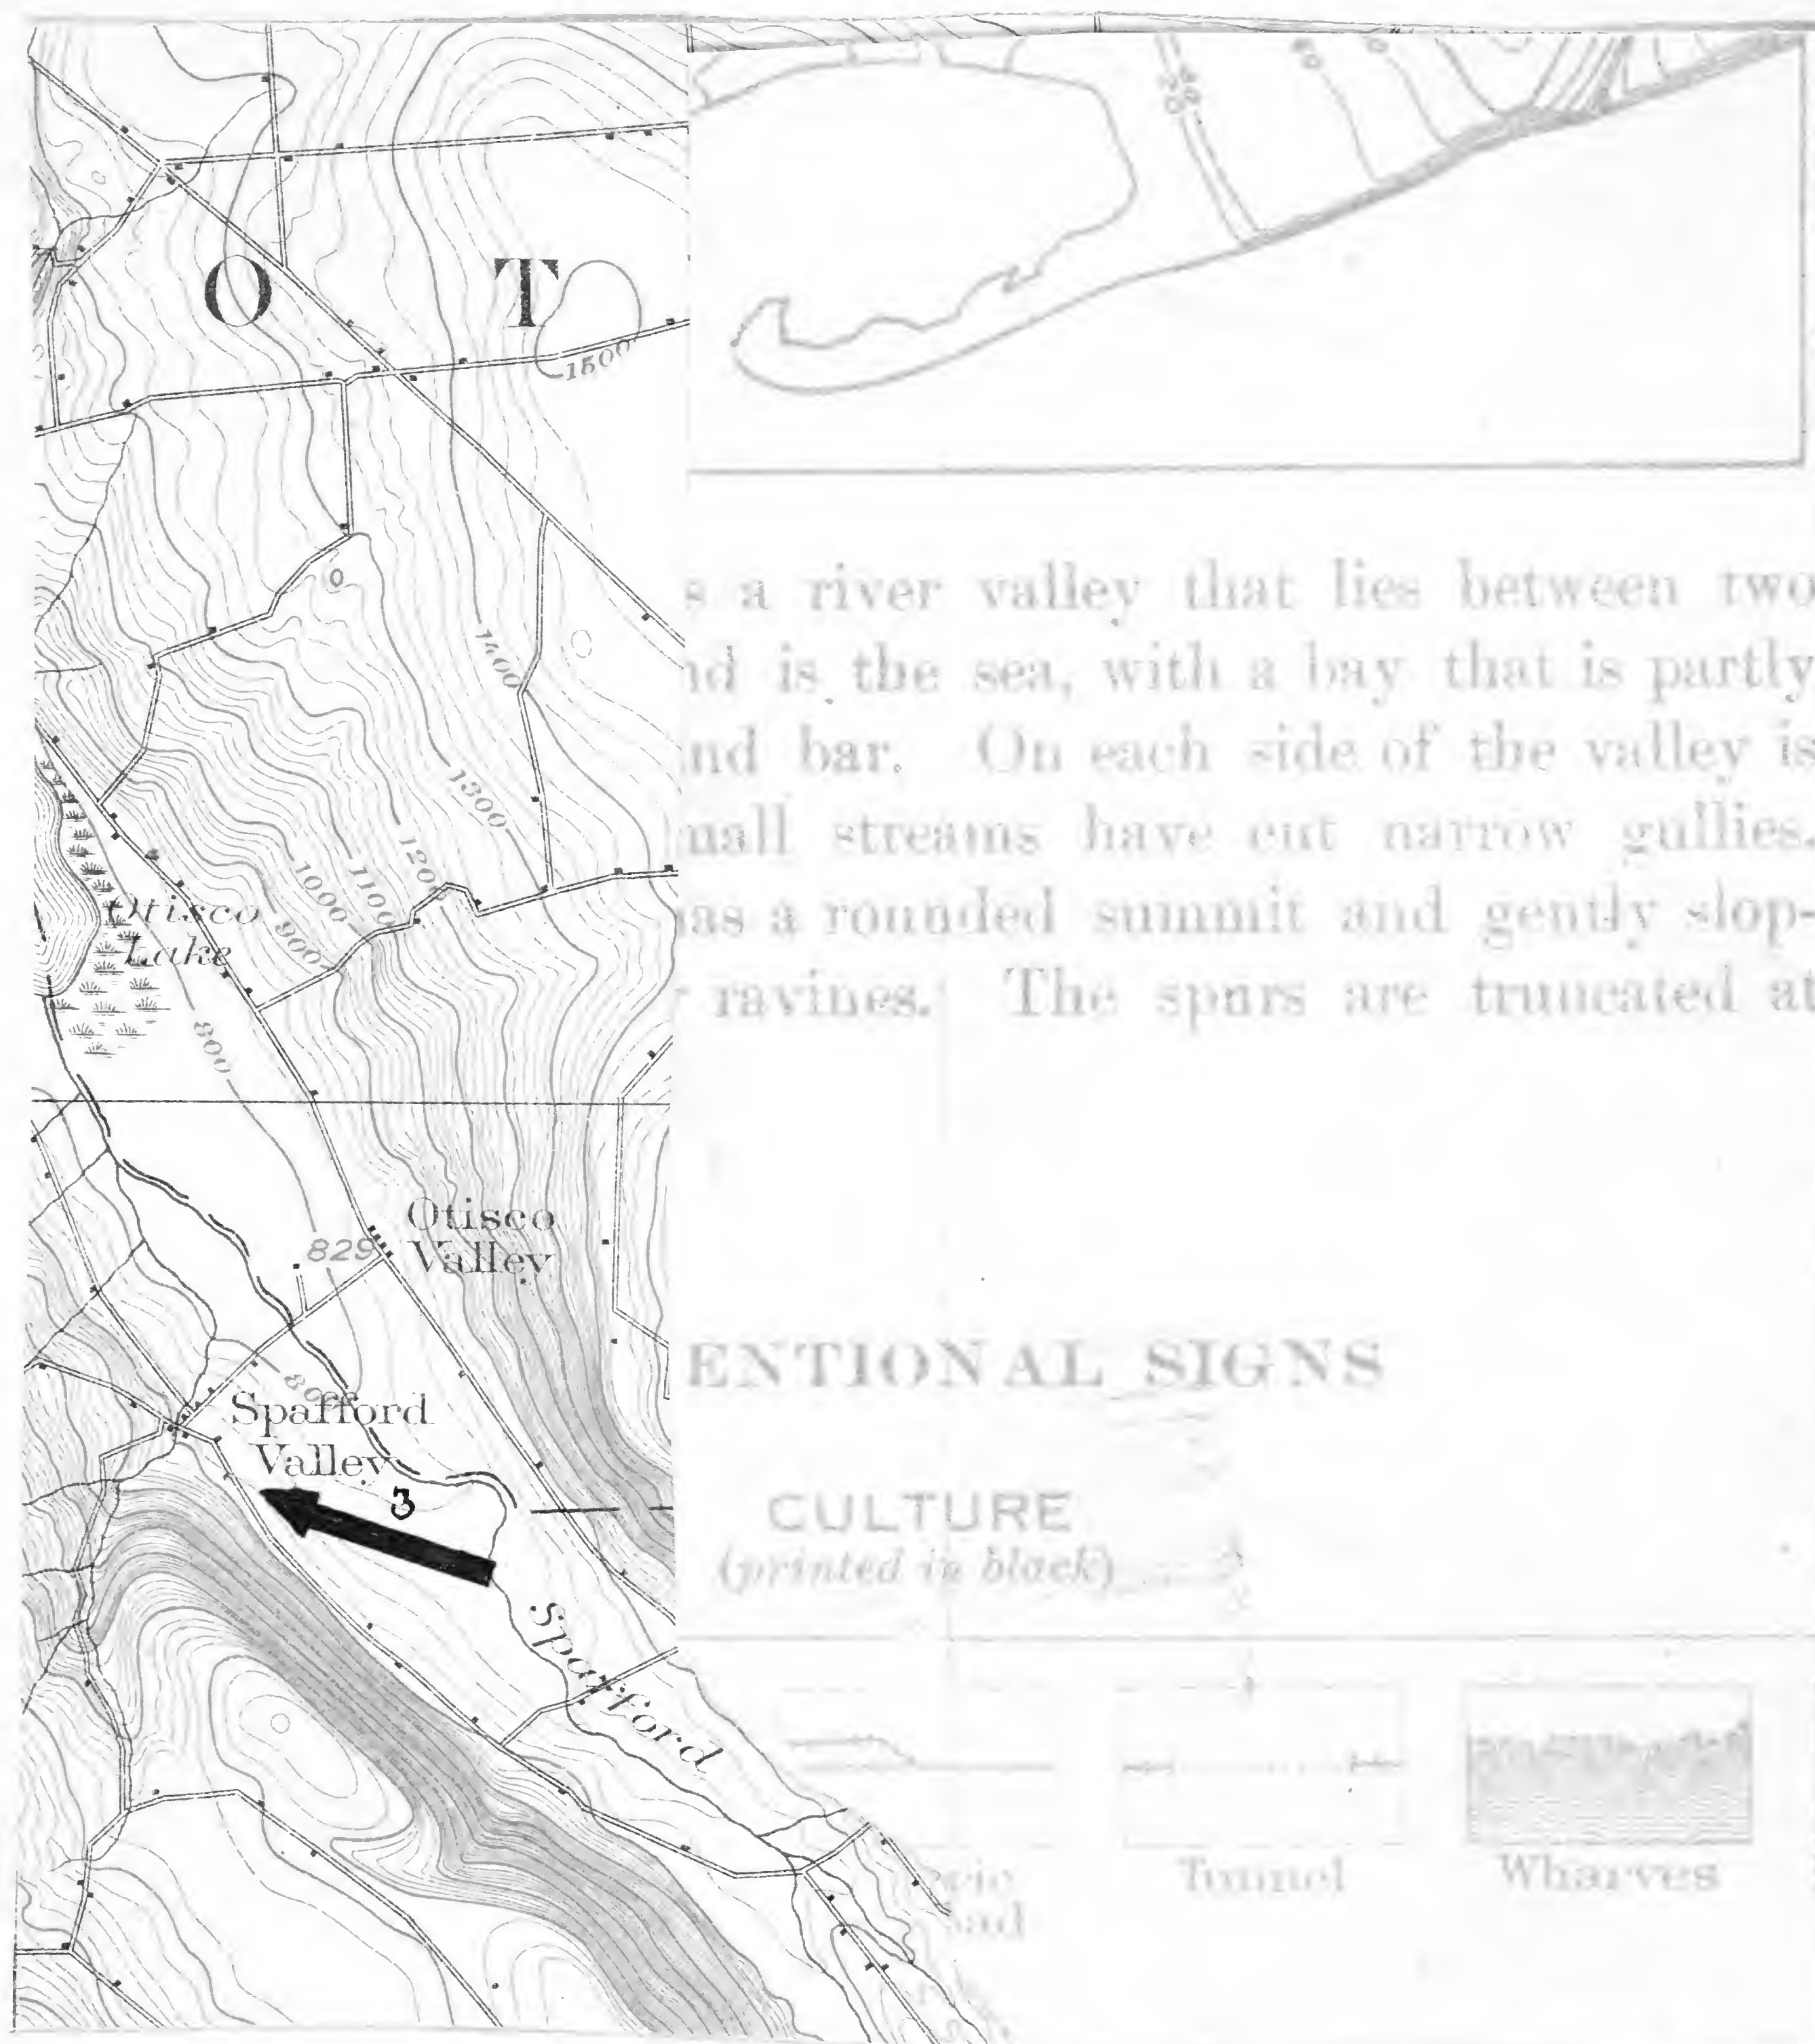 O T
1500
s a river valley that lies between two
nd is the sea, with a bay that is partly
nd bar. On each side of the valley is
nall streams have cut narrow gullies.
as a rounded summit and gently slop-
ravines. The spurs are truncated at
1400
1300
1200
1100
1000
900
Otisco
Lake
800
Otisco
Valley
829
800
Spafford
Valley
3
Spafford
ENTIONAL SIGNS
CULTURE
(printed in black)
Tunnel
Wharves